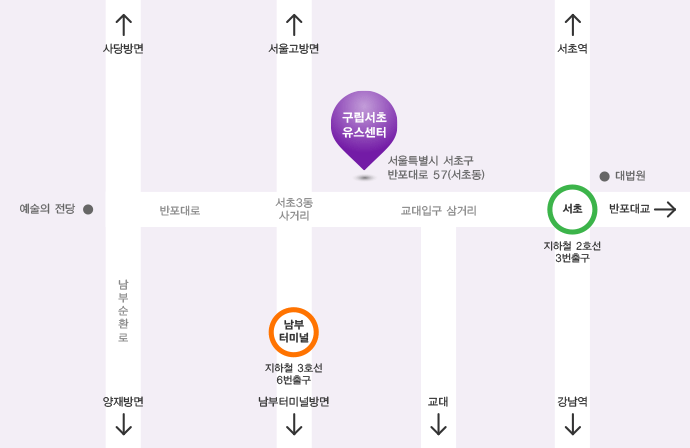 사당방면
서울고방면
서초역
구립서초
유스센터
서울특별시 서초구
반포대로 57(서초동)
대법원
예술의 전당
반포대로
서초3동
사거리
교대입구 삼거리
서초
반포대교
지하철 2호선
3번출구
남부순환로
남부
터미널
지하철 3호선
6번출구
양재방면
남부터미널방면
교대
강남역